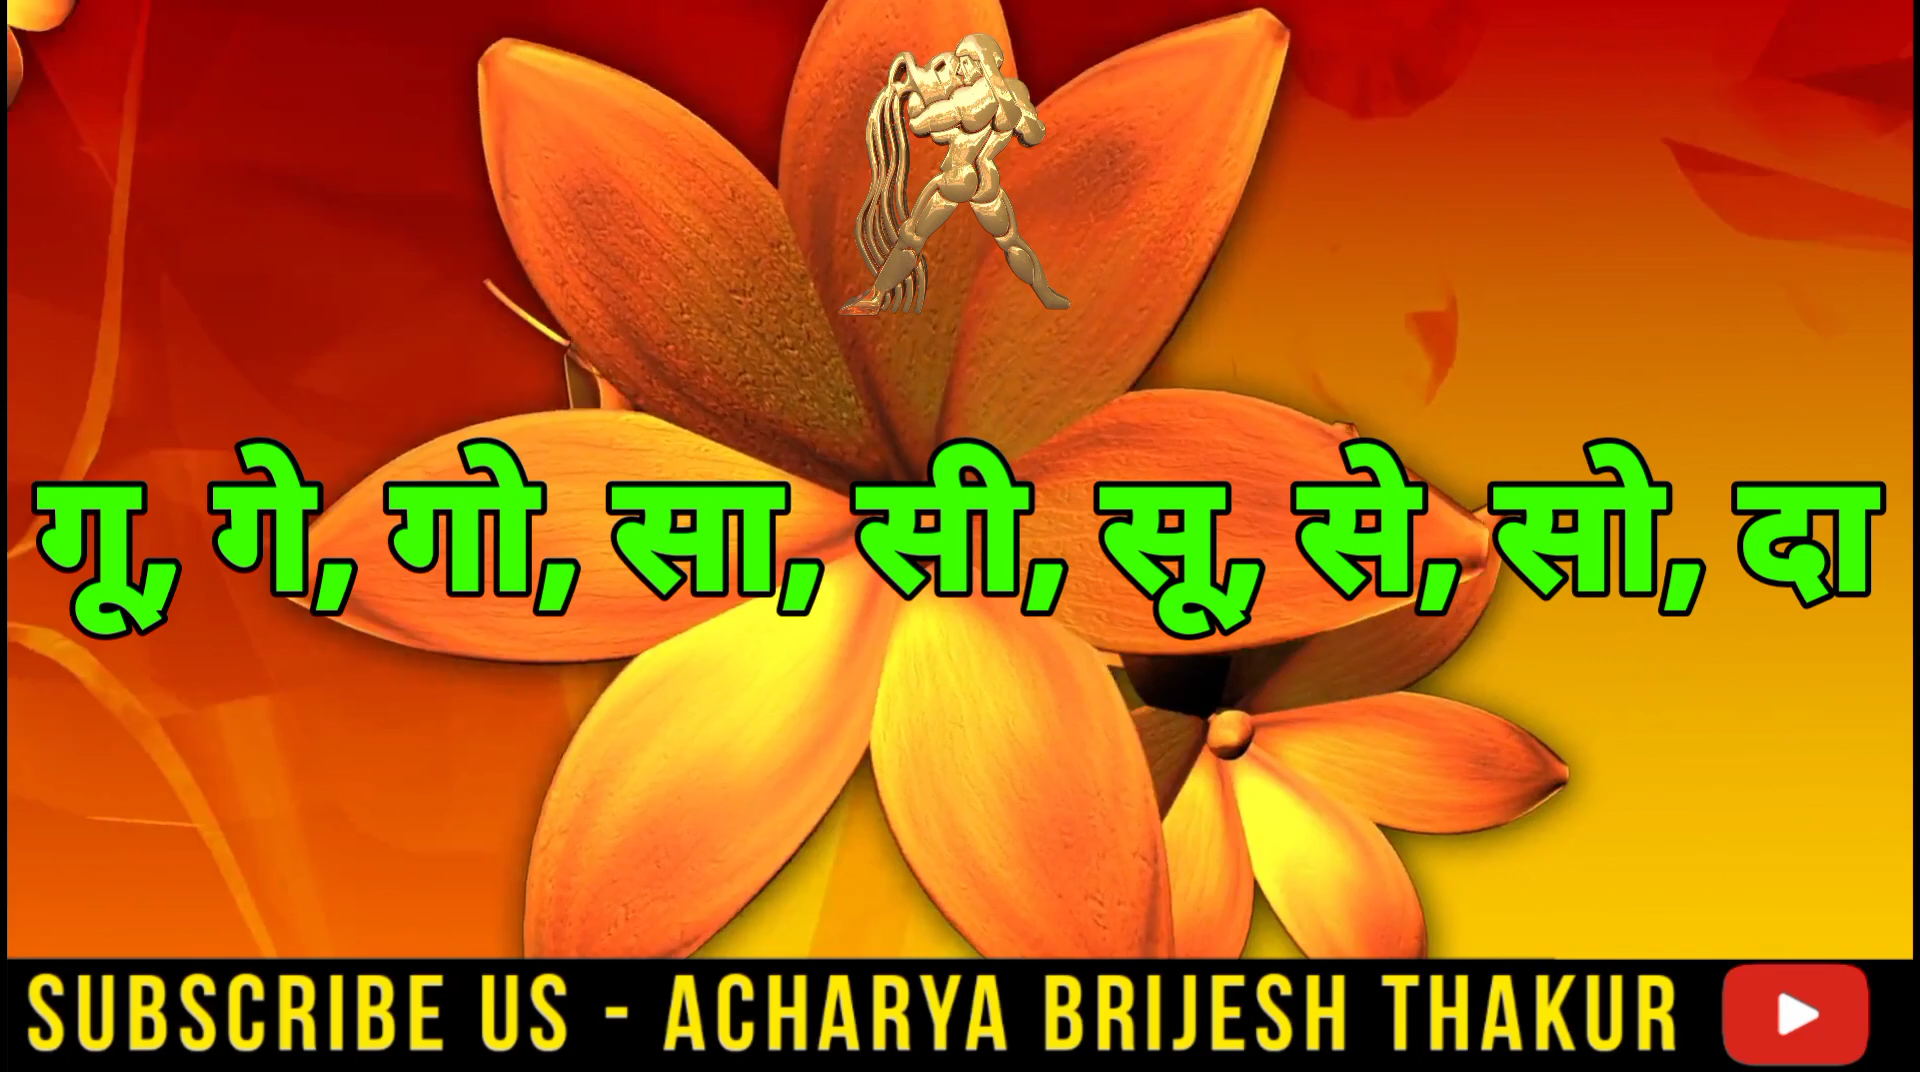 गू, गे, गो, सा, सी, सू, से, सो, दा
SUBSCRIBE US - ACHARYA BRIJESH THAKUR